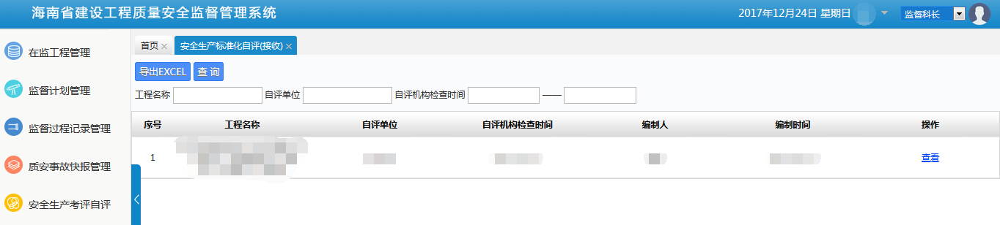 海南省建设工程质量安全监督管理系统
2017年12月24日 星期日
监督科长
在监工程管理
监督计划管理
监督过程记录管理
质安事故快报管理
安全生产考评自评
首页
安全生产标准化自评(接收)
导出EXCEL 查 询
工程名称 自评单位 自评机构检查时间 ——
序号 工程名称 自评单位 自评机构检查时间 编制人 编制时间 操作
1 查看